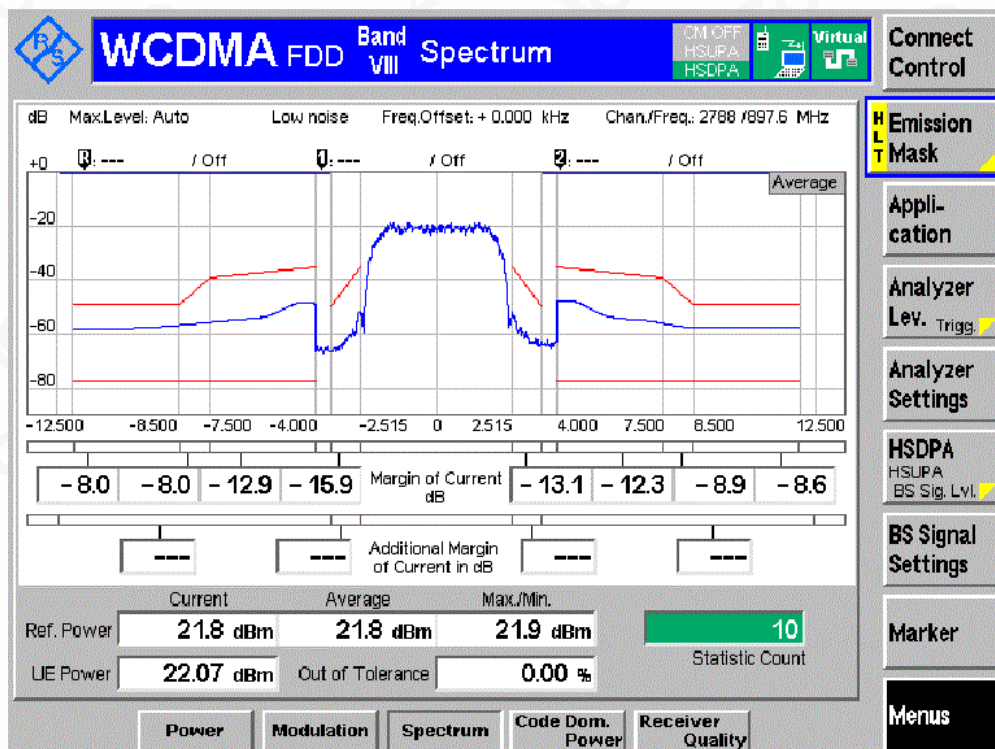 R S
WCDMA FDD Band VIII Spectrum
CM OFF
HSUPA
HSDPA
Virtual
Connect Control
dB Max.Level: Auto Low noise Freq.Offset: + 0.000 kHz Chan./Freq.: 2788 /897.6 MHz
HLT Emission Mask
+0 R: --- / Off 1: --- / Off 2: --- / Off
Average
-20
-40
-60
-80
-12.500 -8.500 -7.500 -4.000 -2.515 0 2.515 4.000 7.500 8.500 12.500
Appli-
cation
Analyzer
Lev. Trigg.
Analyzer
Settings
- 8.0 - 8.0 - 12.9 - 15.9 Margin of Current dB - 13.1 - 12.3 - 8.9 - 8.6
HSDPA
HSUPA
BS Sig. Lvl.
--- --- Additional Margin of Current in dB --- ---
BS Signal
Settings
Current Average Max./Min.
Ref. Power 21.8 dBm 21.8 dBm 21.9 dBm
10
Statistic Count
UE Power 22.07 dBm Out of Tolerance 0.00 %
Marker
Power Modulation Spectrum Code Dom. Power Receiver Quality
Menus